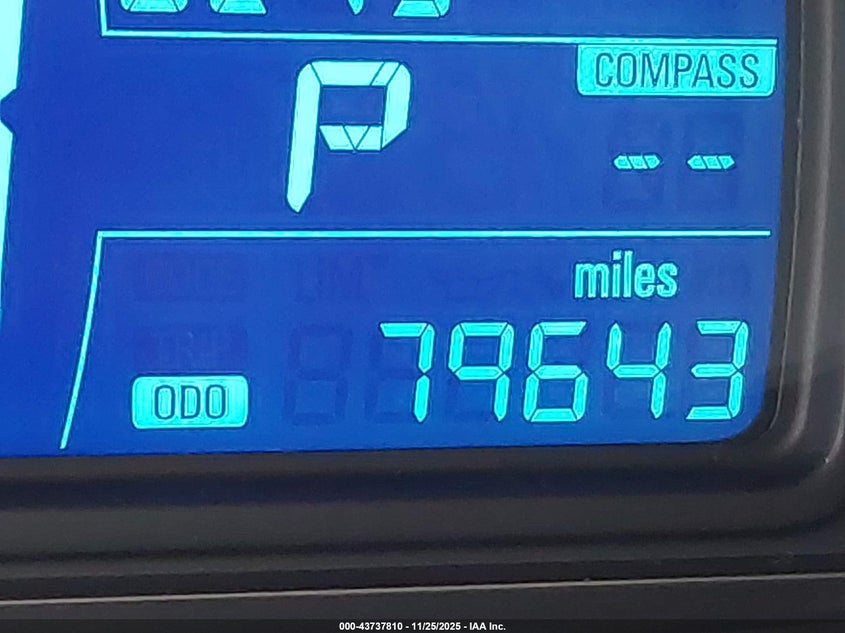 P
COMPASS
--
miles
ODO 79643
000-43737810 - 11/25/2025 - IAA Inc.